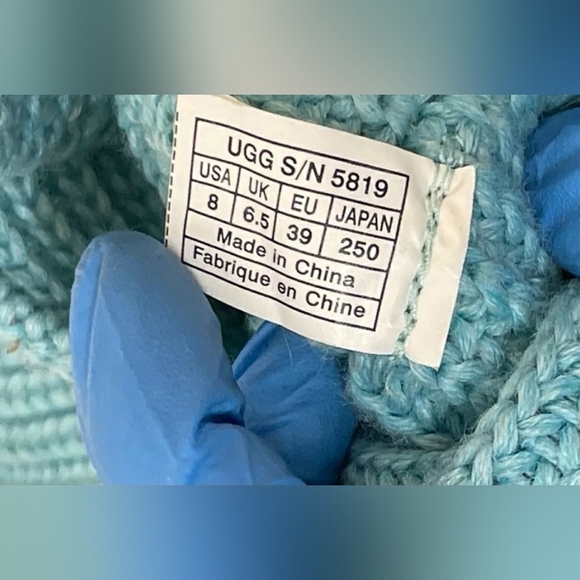 UGG S/N 5819
USA UK EU JAPAN
8 6.5 39 250
Made in China
Fabrique en Chine